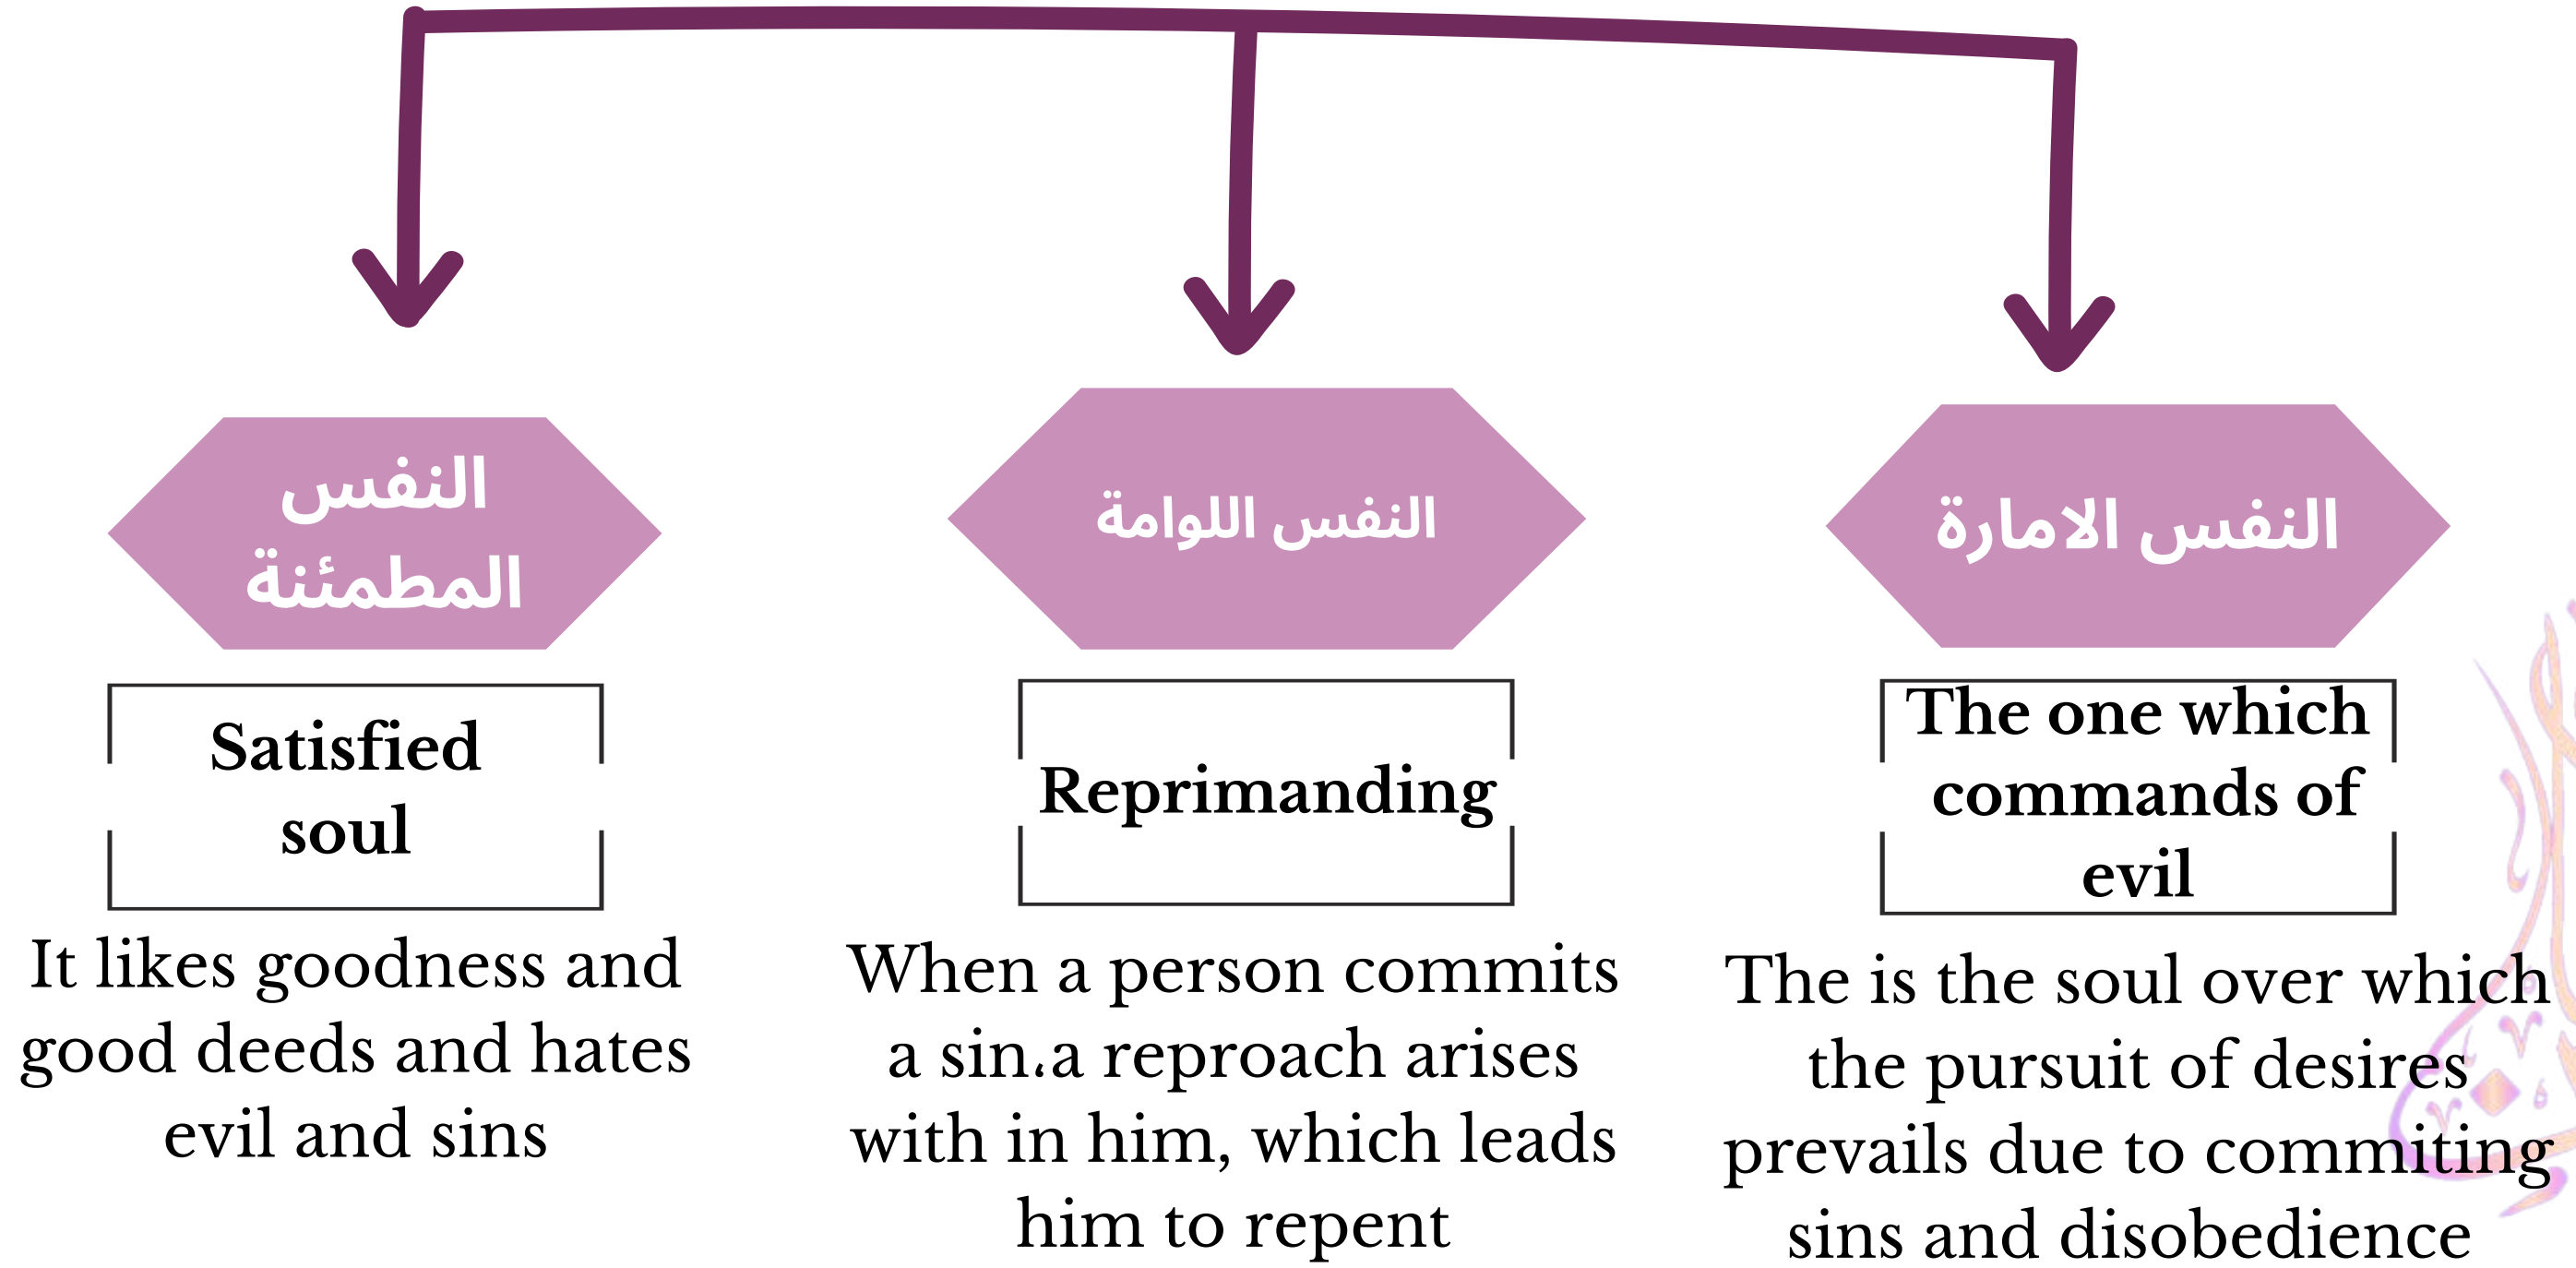 النفس
المطمئنة
Satisfied
soul
It likes goodness and
good deeds and hates
evil and sins
النفس اللوامة
Reprimanding
When a person commits
a sin،a reproach arises
with in him, which leads
him to repent
النفس الامارة
The one which
commands of
evil
The is the soul over which
the pursuit of desires
prevails due to commiting
sins and disobedience